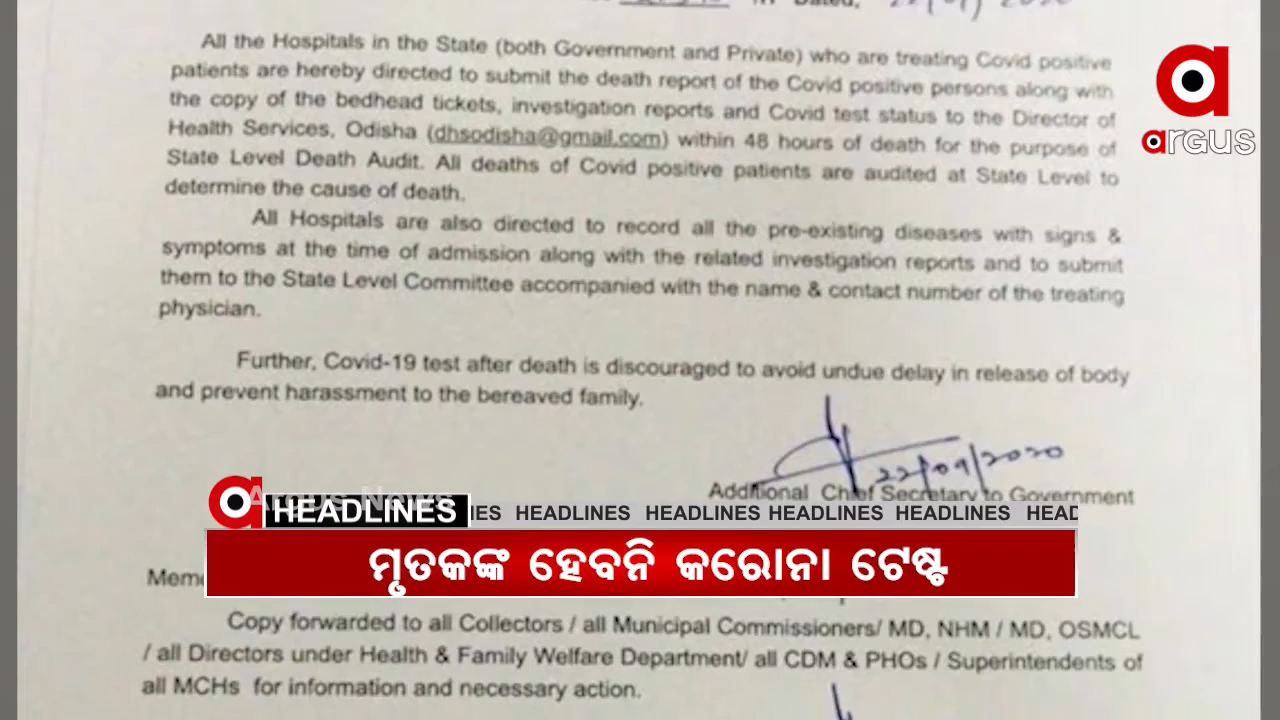 Dated, 22/09/2020
All the Hospitals in the State (both Government and Private) who are treating Covid positive
patients are hereby directed to submit the death report of the Covid positive persons along with
the copy of the bedhead tickets, investigation reports and Covid test status to the Director of
Health Services, Odisha (dhsodisha@gmail.com) within 48 hours of death for the purpose of
State Level Death Audit. All deaths of Covid positive patients are audited at State Level to
determine the cause of death.
All Hospitals are also directed to record all the pre-existing diseases with signs &
symptoms at the time of admission along with the related investigation reports and to submit
them to the State Level Committee accompanied with the name & contact number of the treating
physician.
Further, Covid-19 test after death is discouraged to avoid undue delay in release of body
and prevent harassment to the bereaved family.
22/09/2020
Additional Chief Secretary to Government
argus
Argus News
HEADLINES
HEADLINES HEADLINES HEADLINES HEADLINES
ମୃତକଙ୍କ ହେବନି କରୋନା ଟେଷ୍ଟ
Copy forwarded to all Collectors / all Municipal Commissioners/ MD, NHM / MD, OSMCL
/ all Directors under Health & Family Welfare Department/ all CDM & PHOs / Superintendents of
all MCHs for information and necessary action.